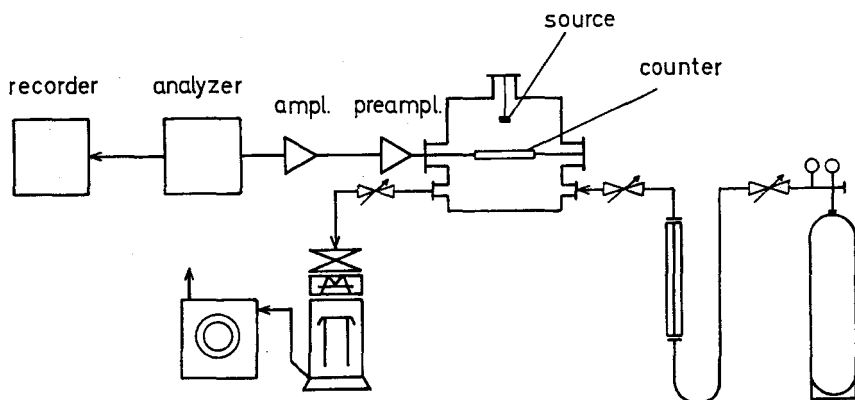 source
counter
recorder
analyzer
ampl.
preampl.